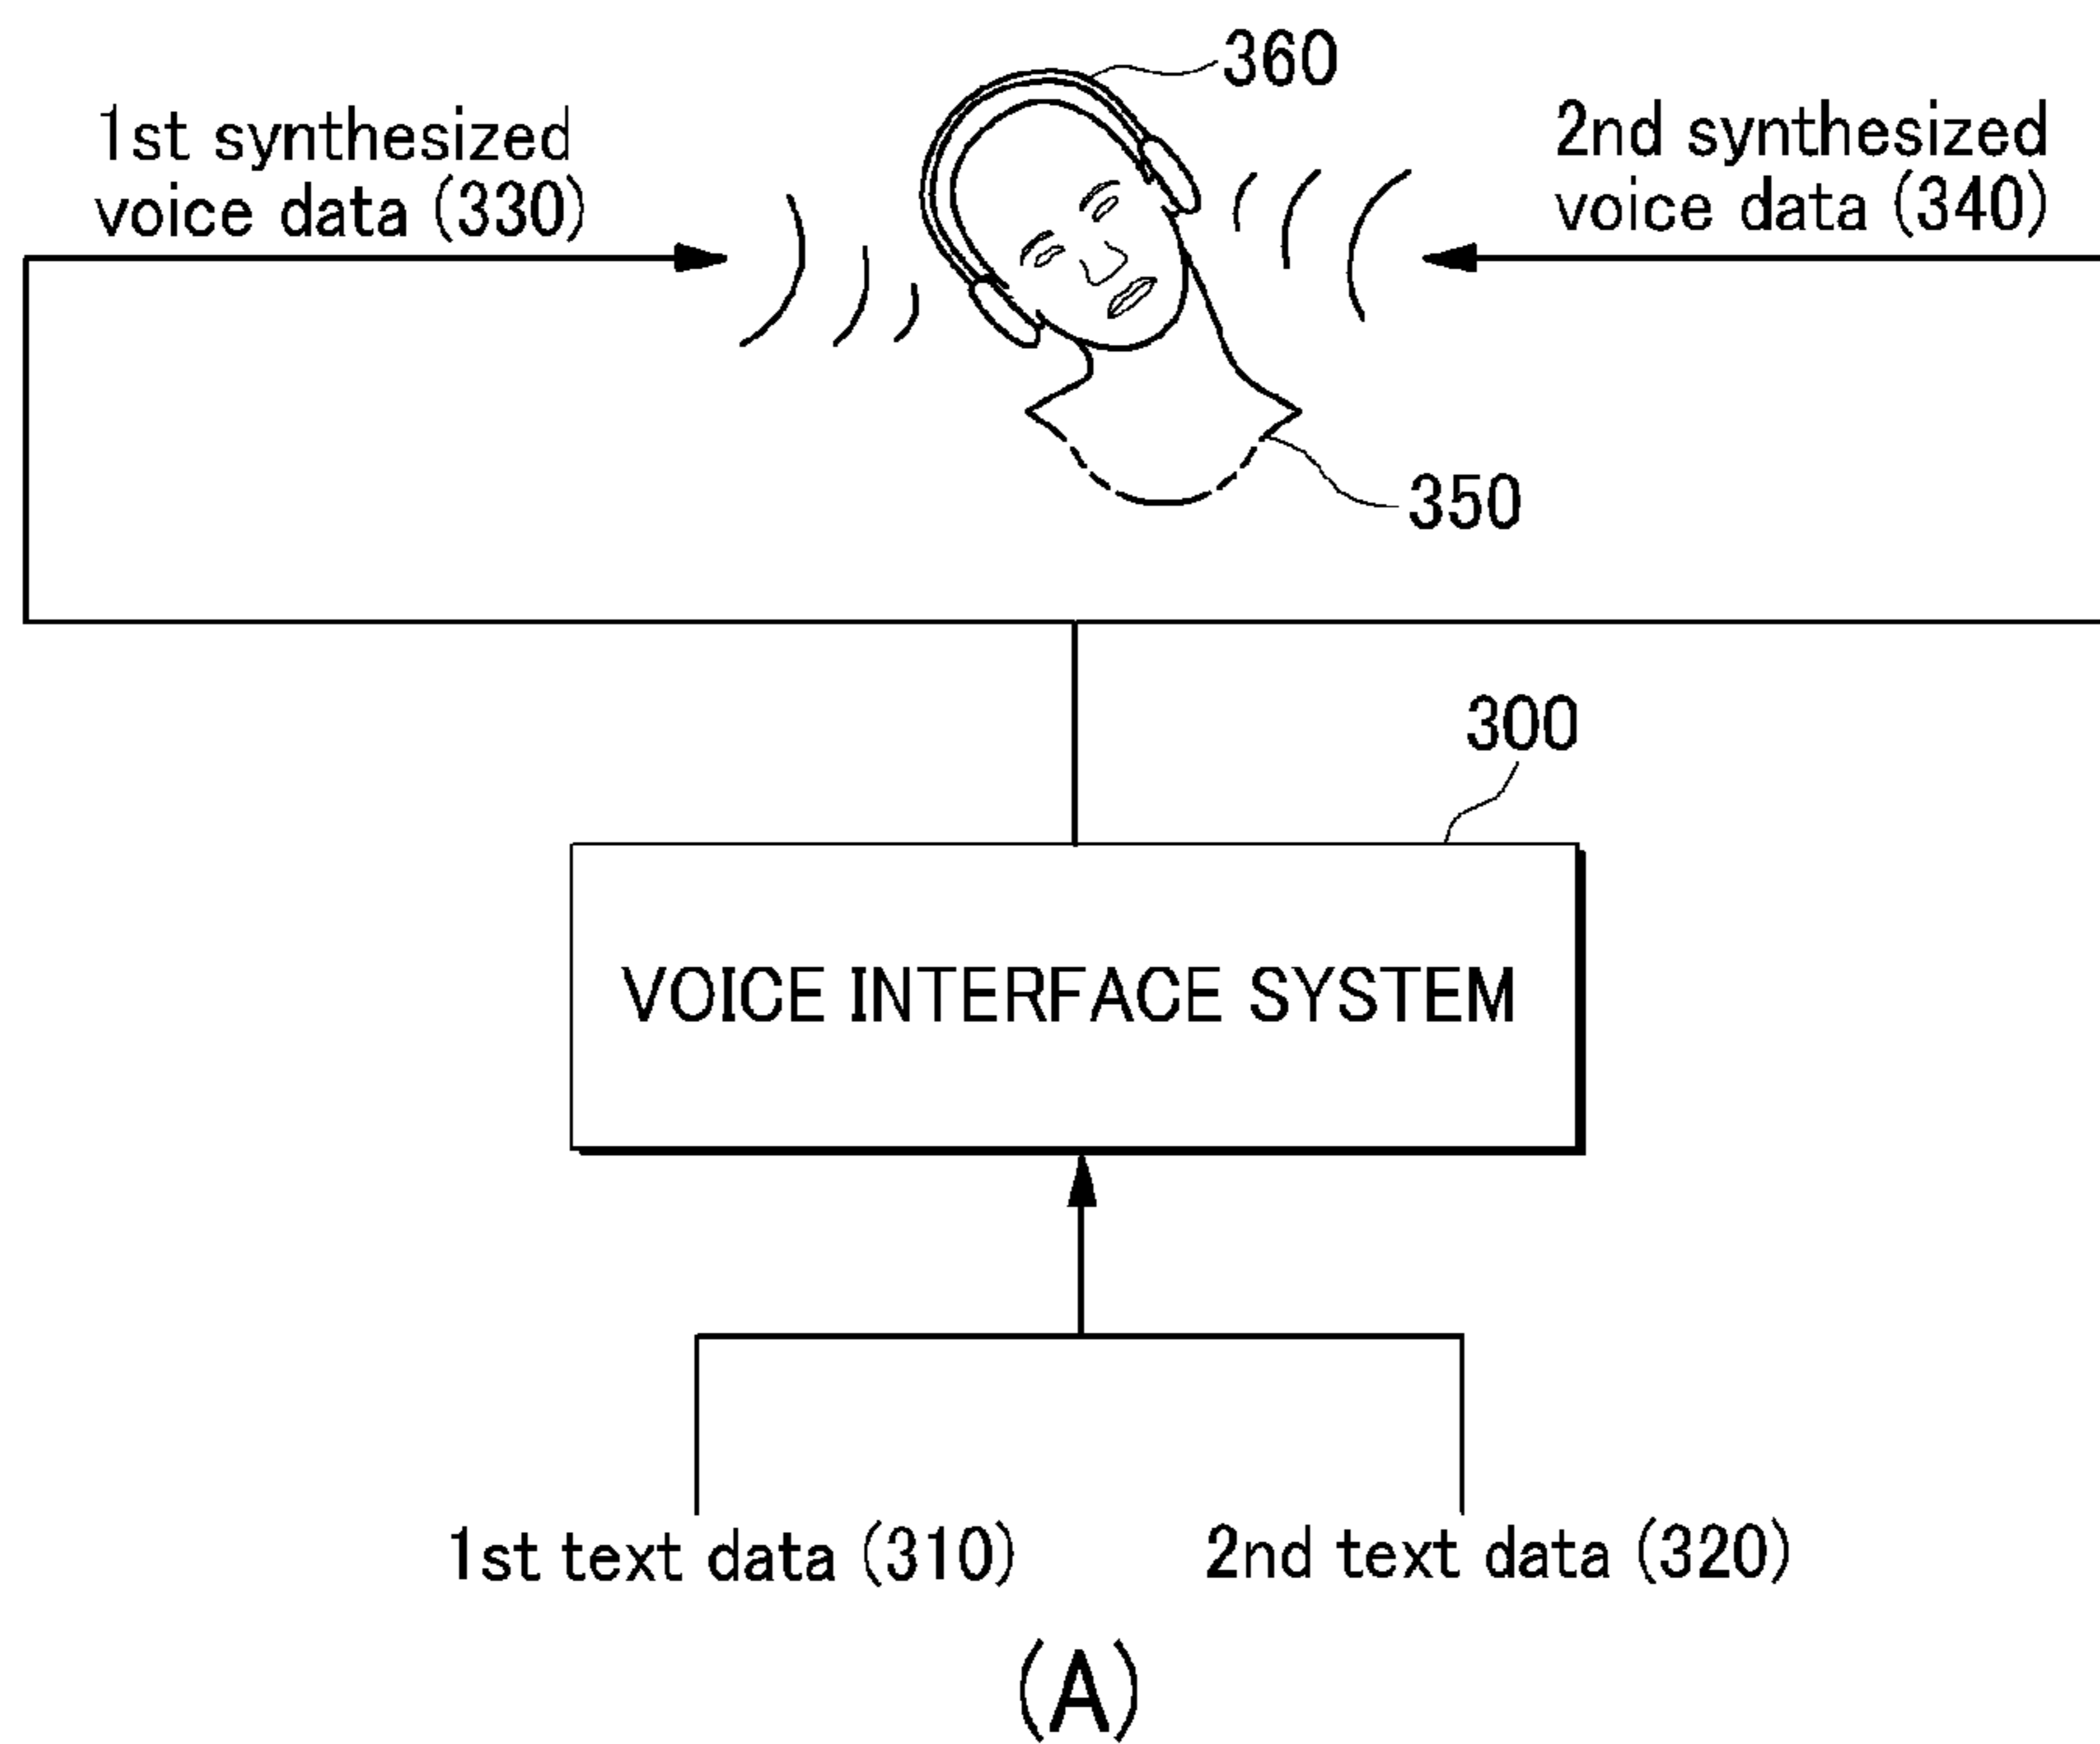 360
1st synthesized
voice data (330)
2nd synthesized
voice data (340)
350
300
VOICE INTERFACE SYSTEM
1st text data (310)
2nd text data (320)
(A)